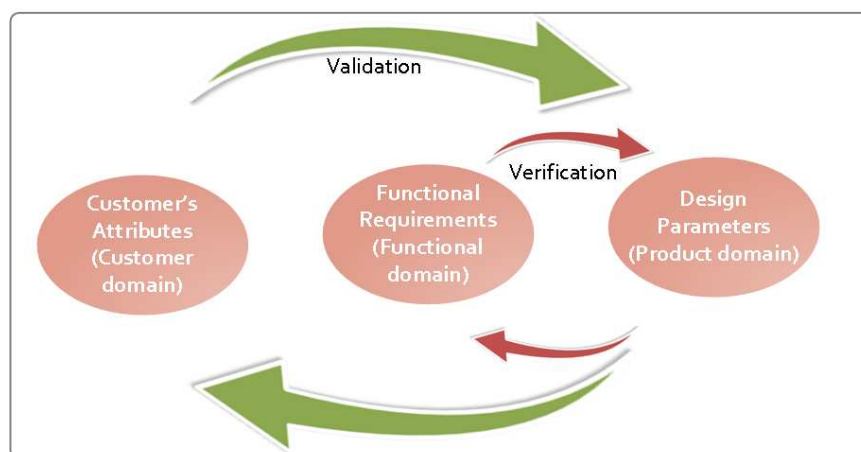 Validation
Verification
Customer's
Attributes
(Customer
domain)
Functional
Requirements
(Functional
domain)
Design
Parameters
(Product domain)